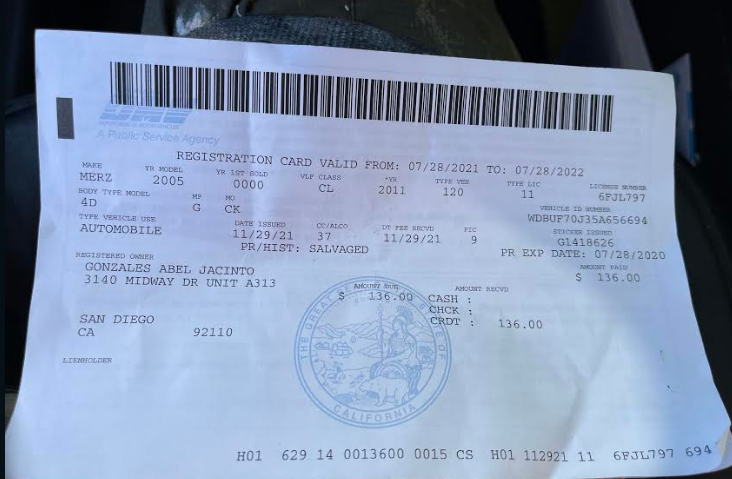 DMV
A Public Service Agency
REGISTRATION CARD VALID FROM: 07/28/2021 TO: 07/28/2022
MAKE YR MODEL YR 1ST SOLD VLF CLASS *YR TYPE VEH TYPE LIC LICENSE NUMBER
MERZ 2005 0000 CL 2011 120 11 6FJL797
BODY TYPE MODEL MP MO VEHICLE ID NUMBER
4D G CK WDBUF70J35A656694
TYPE VEHICLE USE DATE ISSUED CC/ALCO DT FEE RECVD PIC STICKER ISSUED
AUTOMOBILE 11/29/21 37 11/29/21 9 G1418626
PR/HIST: SALVAGED PR EXP DATE: 07/28/2020
REGISTERED OWNER AMOUNT PAID
GONZALES ABEL JACINTO $ 136.00
3140 MIDWAY DR UNIT A313
AMOUNT DUE AMOUNT RECVD
$ 136.00 CASH :
CHCK :
SAN DIEGO CRDT : 136.00
CA 92110
LIENHOLDER
THE GREAT SEAL OF THE STATE OF
CALIFORNIA
H01 629 14 0013600 0015 CS H01 112921 11 6FJL797 694